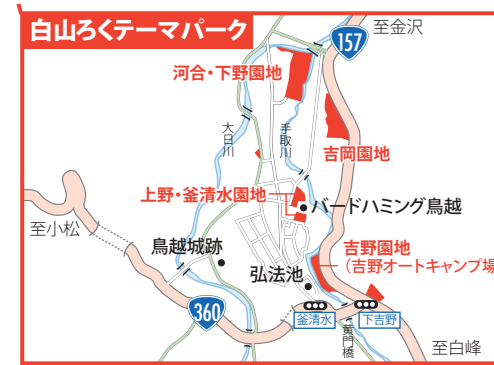 白山ろくテーマパーク
至金沢
157
河合・下野園地
大日川
手取川
吉岡園地
上野・釜清水園地
バードハミング鳥越
至小松
鳥越城跡
吉野園地
(吉野オートキャンプ場
弘法池
360
釜清水
下吉野
黄門橋
至白峰